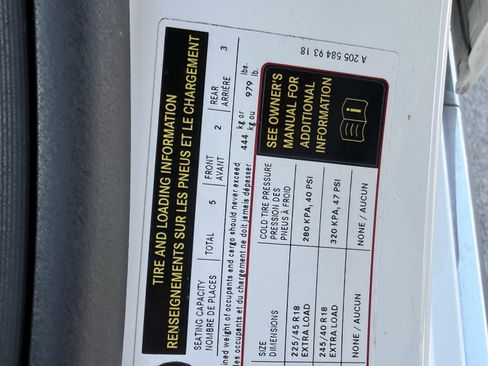 TIRE AND LOADING INFORMATION
RENSEIGNEMENTS SUR LES PNEUS ET LE CHARGEMENT
SEATING CAPACITY
NOMBRE DE PLACES
TOTAL 5
FRONT
AVANT
2
REAR
ARRIÈRE
3
weight of occupants and cargo should never exceed 444 kg or 979 lbs.
occupants et du chargement ne doit jamais dépasser kg ou lb.
SIZE
DIMENSIONS
COLD TIRE PRESSURE
PRESSION DES
PNEUS À FROID
225/45 R18
EXTRA LOAD
280 KPA, 40 PSI
245/40 R18
EXTRA LOAD
320 KPA, 47 PSI
NONE / AUCUN
NONE / AUCUN
SEE OWNER'S
MANUAL FOR
ADDITIONAL
INFORMATION
i
A 205 584 93 18